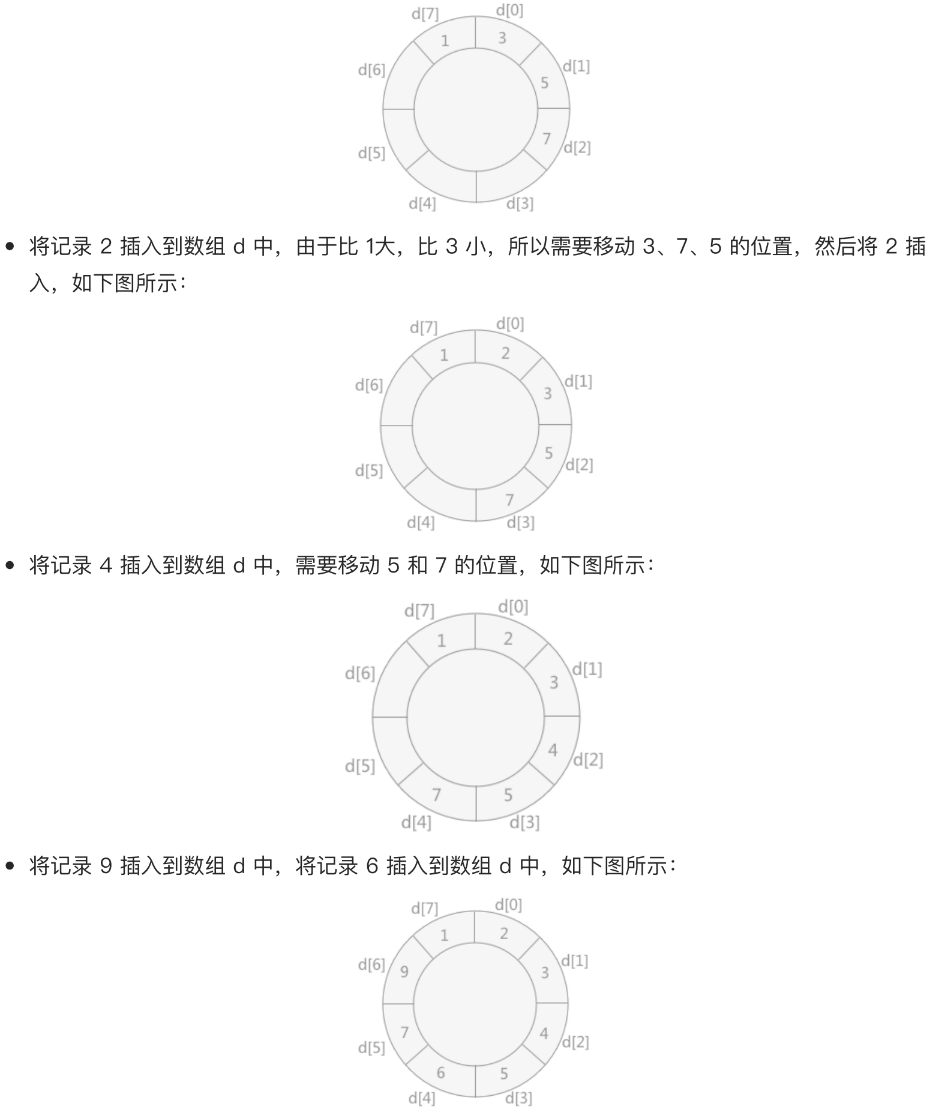 d[7] d[0]
1 3
d[6] d[1]
5
7
d[5] d[2]
d[4] d[3]
• 将记录 2 插入到数组 d 中，由于比 1大，比 3 小，所以需要移动 3、7、5 的位置，然后将 2 插
入，如下图所示：
d[7] d[0]
1 2
d[6] d[1]
3
5
d[5] d[2]
7
d[4] d[3]
• 将记录 4 插入到数组 d 中，需要移动 5 和 7 的位置，如下图所示：
d[7] d[0]
1 2
d[6] d[1]
3
4
d[5] d[2]
7 5
d[4] d[3]
• 将记录 9 插入到数组 d 中，将记录 6 插入到数组 d 中，如下图所示：
d[7] d[0]
1 2
d[6] 9 3 d[1]
7 4
d[5] d[2]
6 5
d[4] d[3]